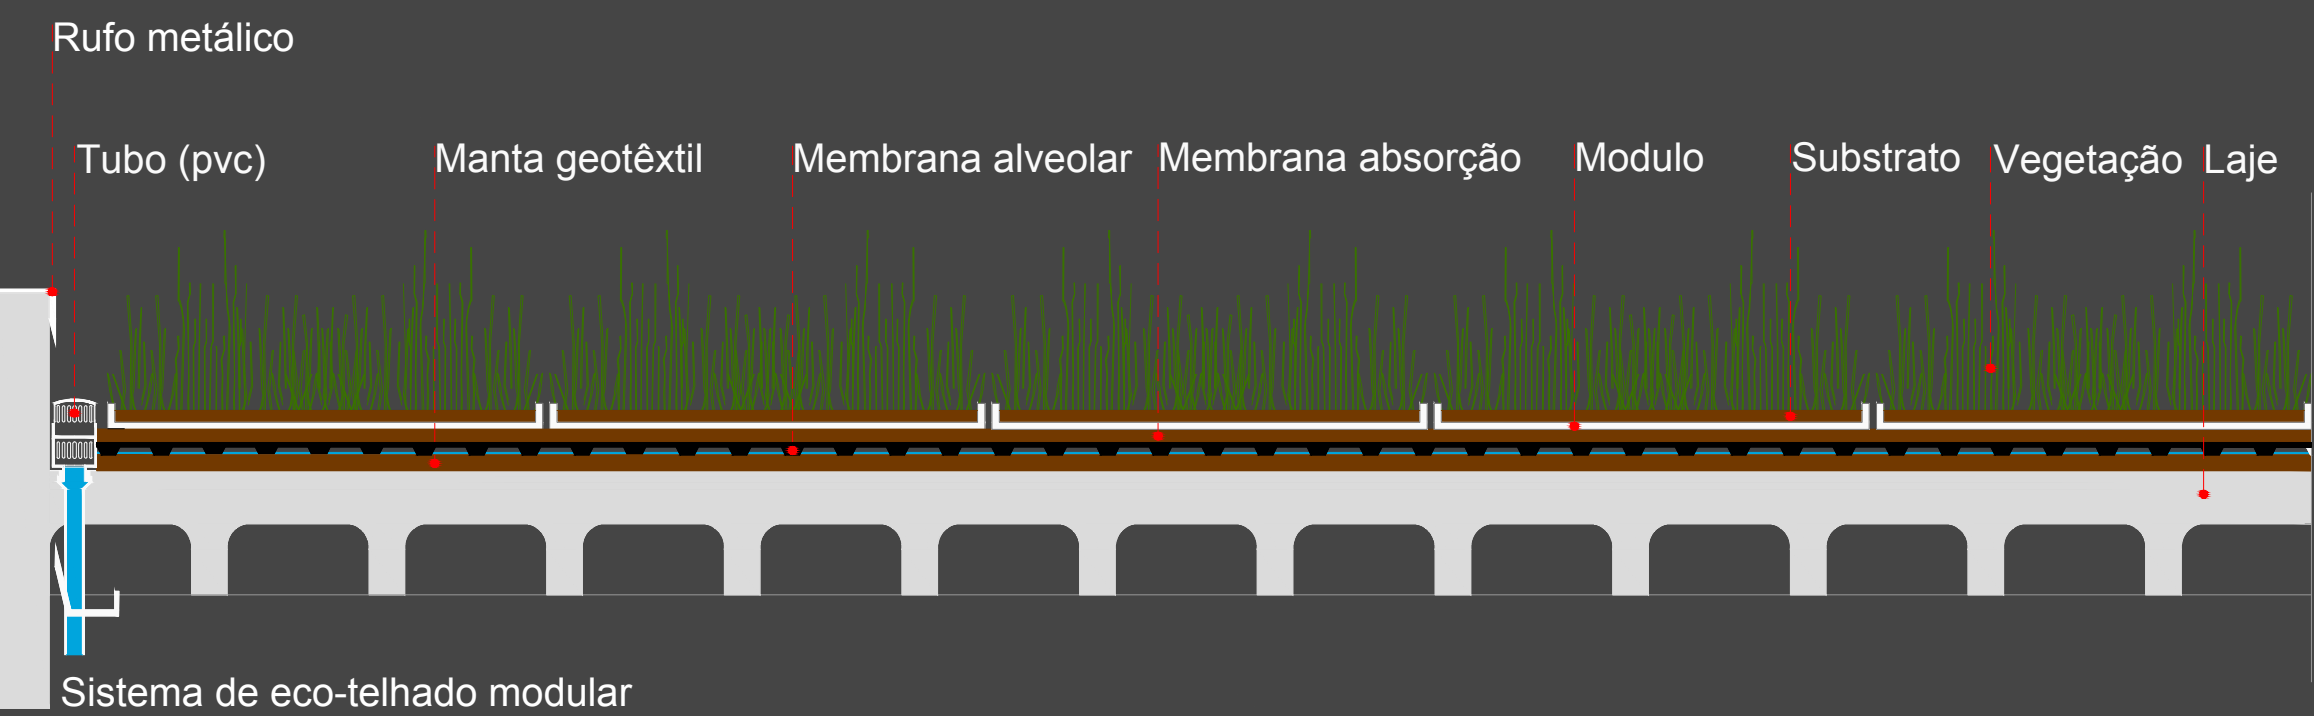 Rufo metálico
Tubo (pvc)
Manta geotêxtil
Membrana alveolar
Membrana absorção
Modulo
Substrato
Vegetação
Laje
Sistema de eco-telhado modular